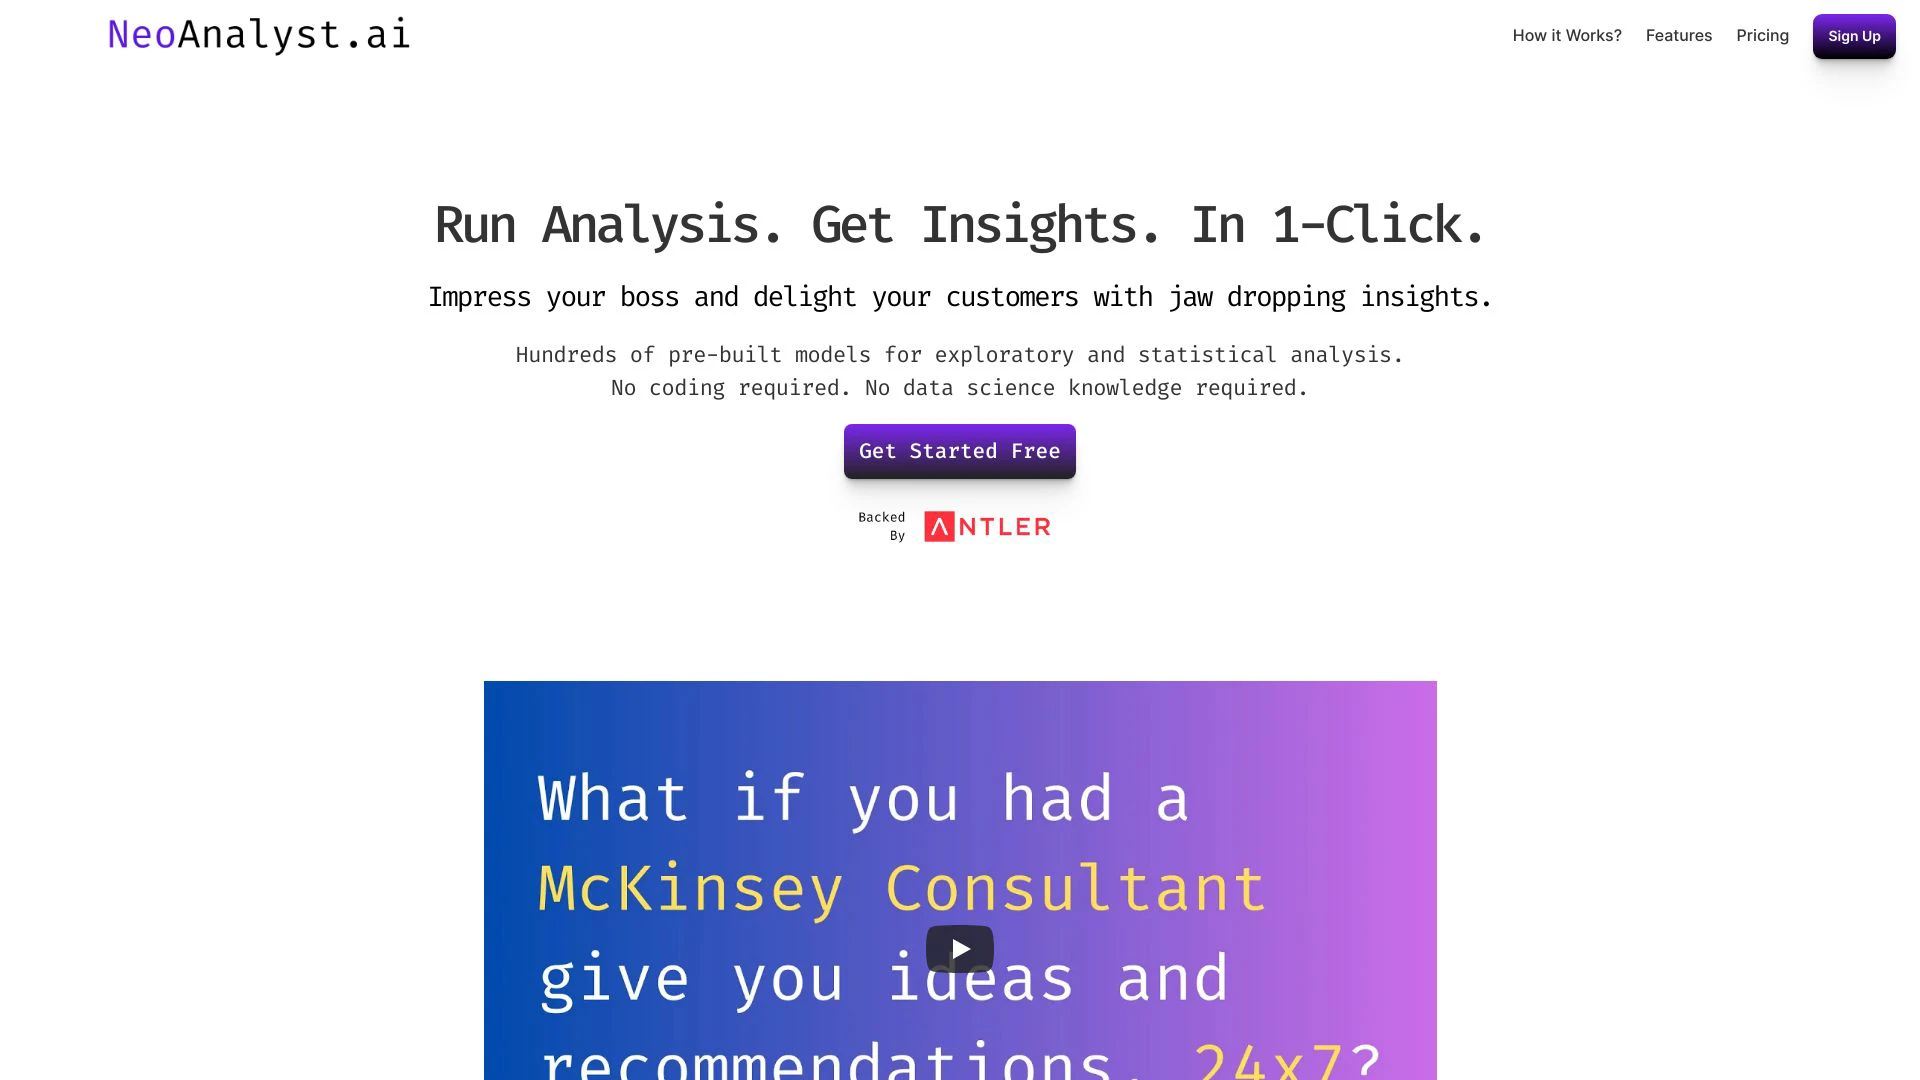 NeoAnalyst.ai
How it Works?
Features
Pricing
Sign Up
Run Analysis. Get Insights. In 1-Click.
Impress your boss and delight your customers with jaw dropping insights.
Hundreds of pre-built models for exploratory and statistical analysis.
No coding required. No data science knowledge required.
Get Started Free
Backed
By
ANTLER
What if you had a
McKinsey Consultant
give you ideas and
recommendations. 24x7?